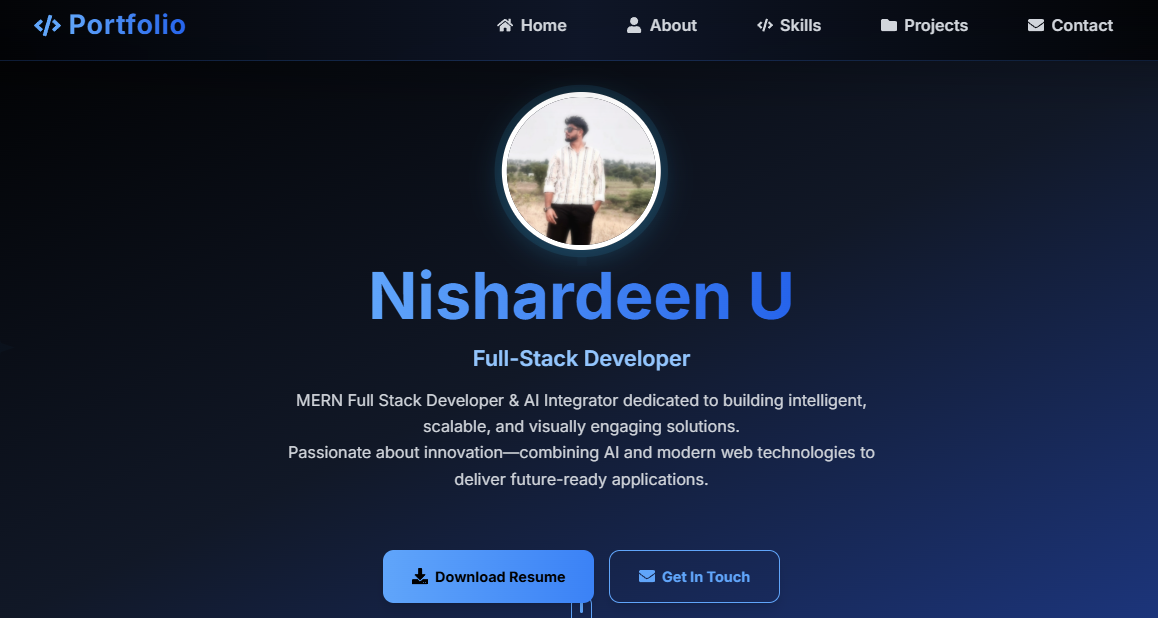 Portfolio
Home About Skills Projects Contact
Nishardeen U
Full-Stack Developer
MERN Full Stack Developer & AI Integrator dedicated to building intelligent,
scalable, and visually engaging solutions.
Passionate about innovation—combining AI and modern web technologies to
deliver future-ready applications.
Download Resume
Get In Touch